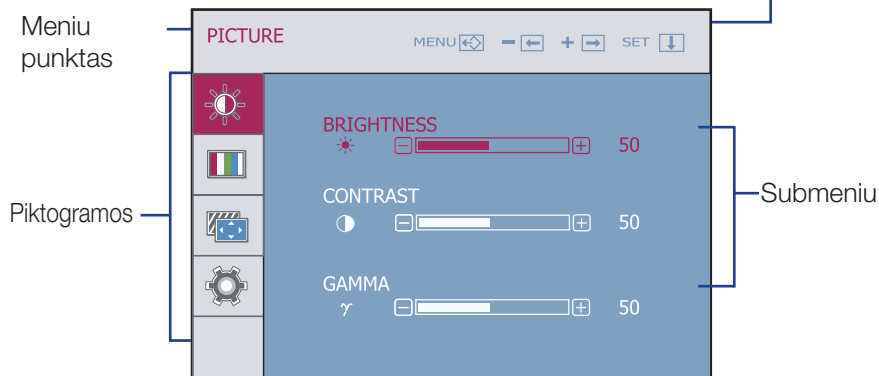 Meniu
punktas
PICTURE MENU - + SET
BRIGHTNESS
50
Piktogramos
CONTRAST
50
Submeniu
GAMMA
γ 50